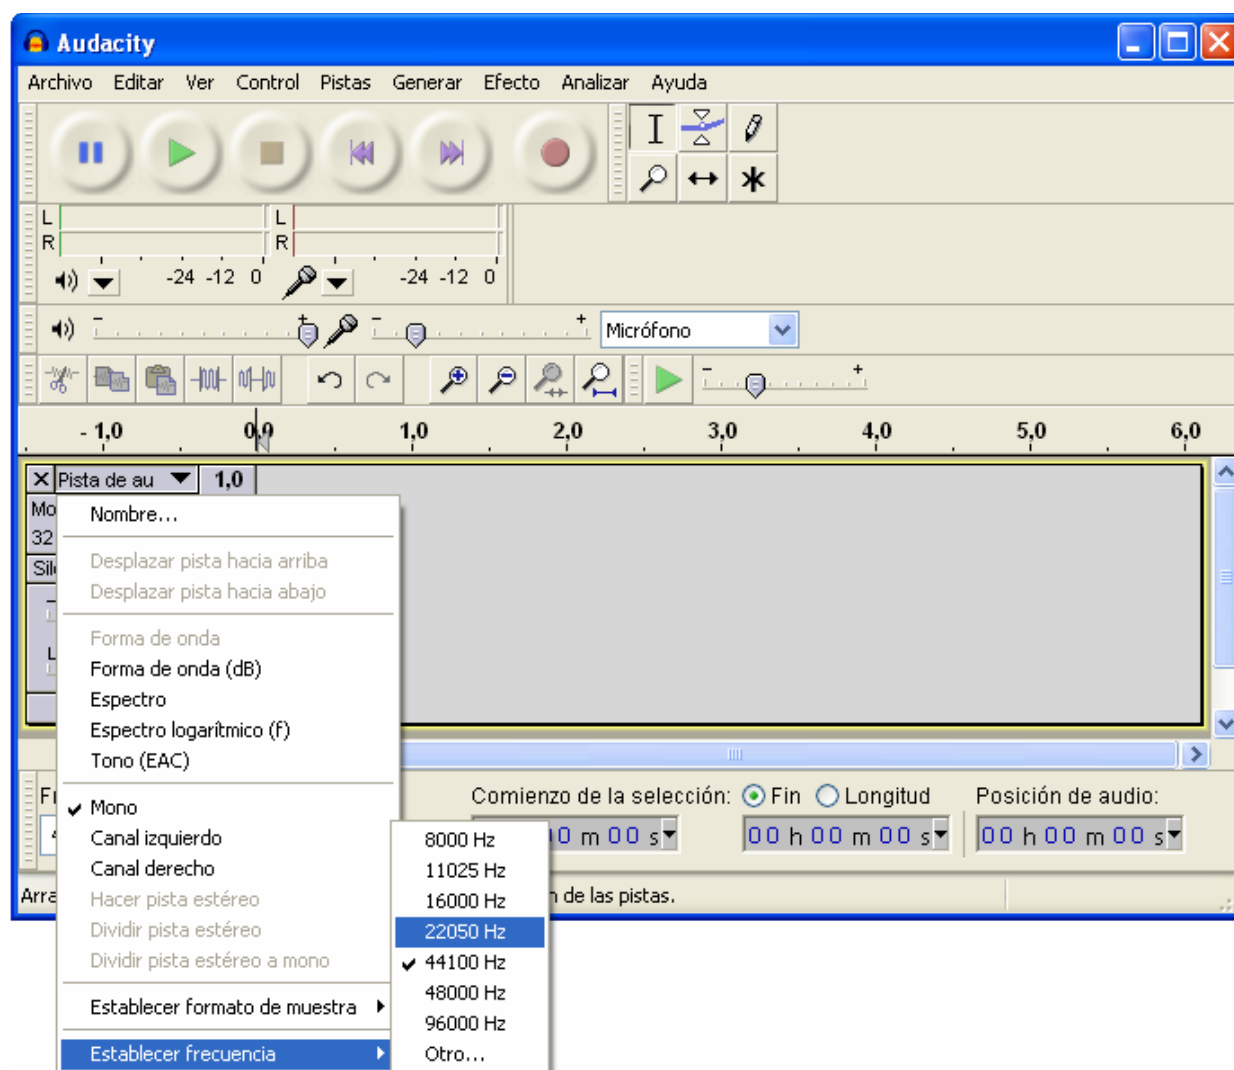 Audacity
Archivo Editar Ver Control Pistas Generar Efecto Analizar Ayuda
L L
R R
-24 -12 0 -24 -12 0
- + - + Micrófono
- +
- 1,0 0,0 1,0 2,0 3,0 4,0 5,0 6,0
Pista de au 1,0
Mo
32
Nombre...
Desplazar pista hacia arriba
Desplazar pista hacia abajo
Forma de onda
Forma de onda (dB)
Espectro
Espectro logarítmico (f)
Tono (EAC)
Mono
Canal izquierdo
Canal derecho
Hacer pista estéreo
Dividir pista estéreo
Dividir pista estéreo a mono
Establecer formato de muestra
Establecer frecuencia
8000 Hz
11025 Hz
16000 Hz
22050 Hz
44100 Hz
48000 Hz
96000 Hz
Otro...
Comienzo de la selección: Fin Longitud Posición de audio:
0 m 00 s 00 h 00 m 00 s 00 h 00 m 00 s
Arra
de las pistas.